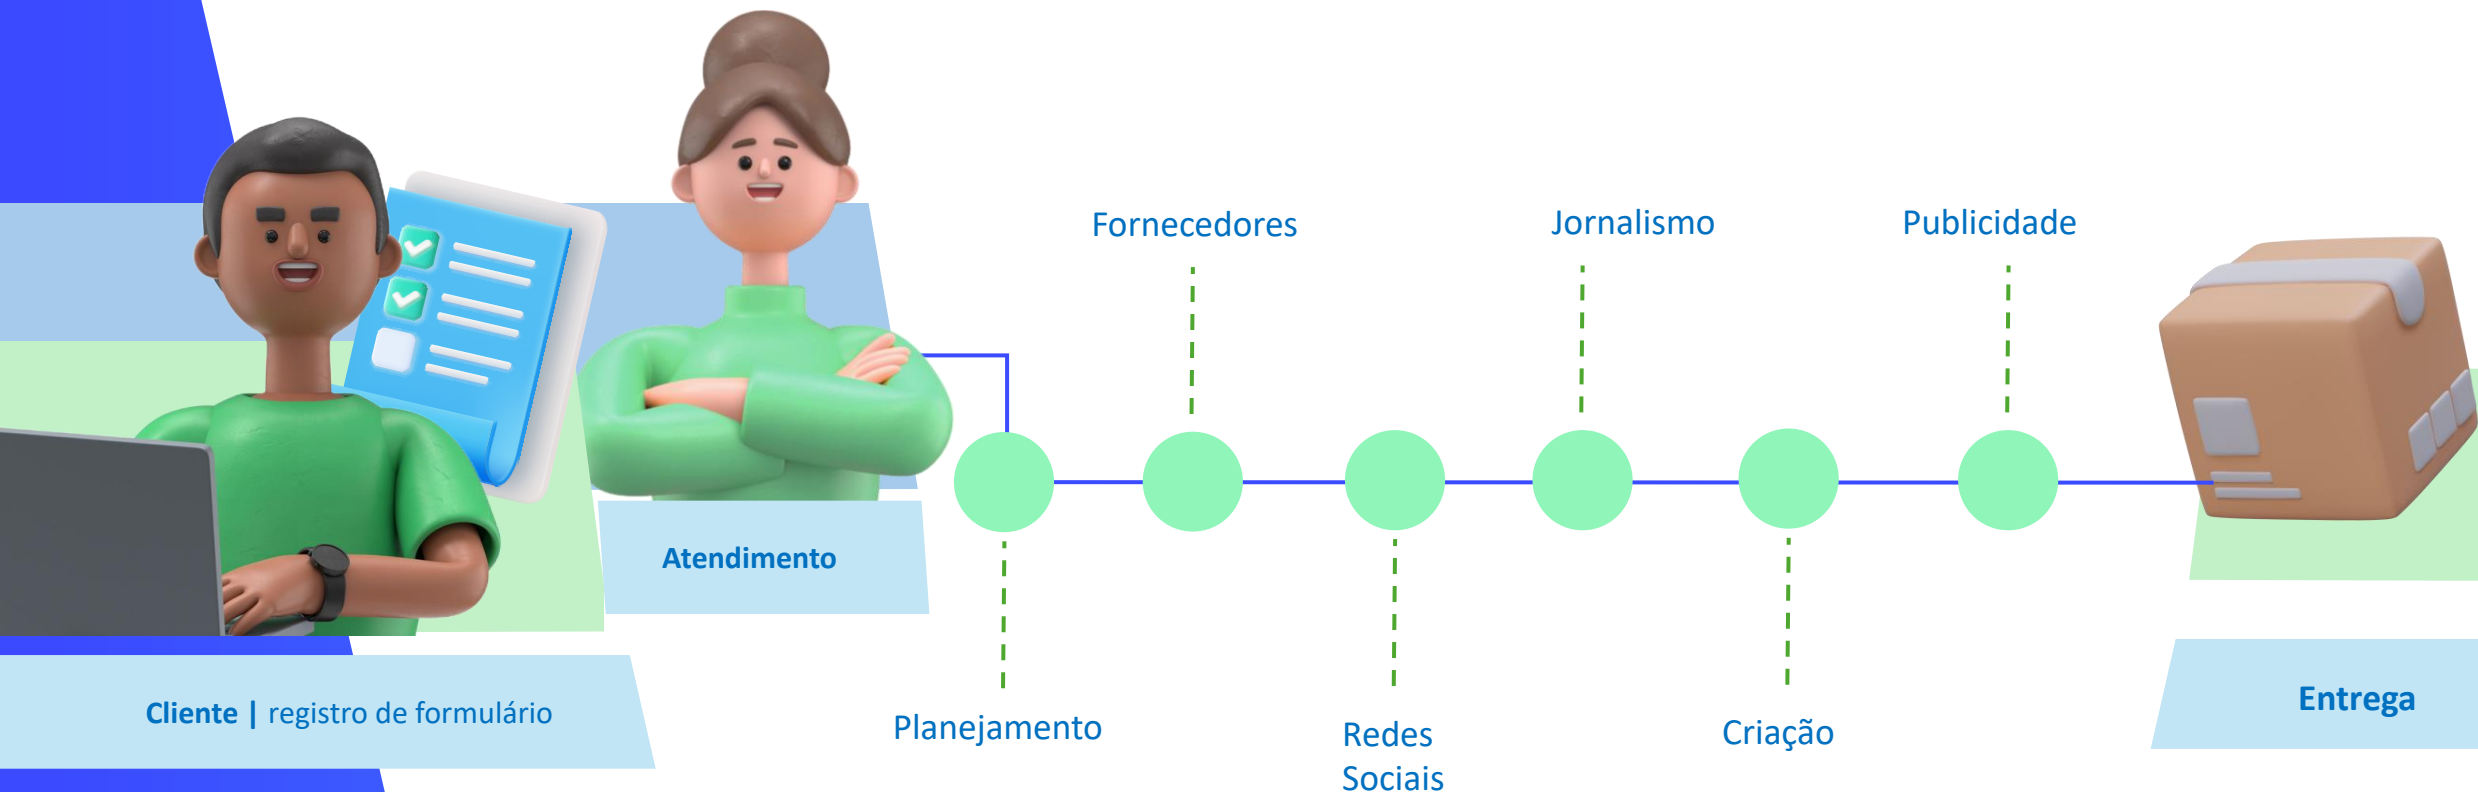 Fornecedores
Jornalismo
Publicidade
Atendimento
Cliente | registro de formulário
Planejamento
Redes
Sociais
Criação
Entrega